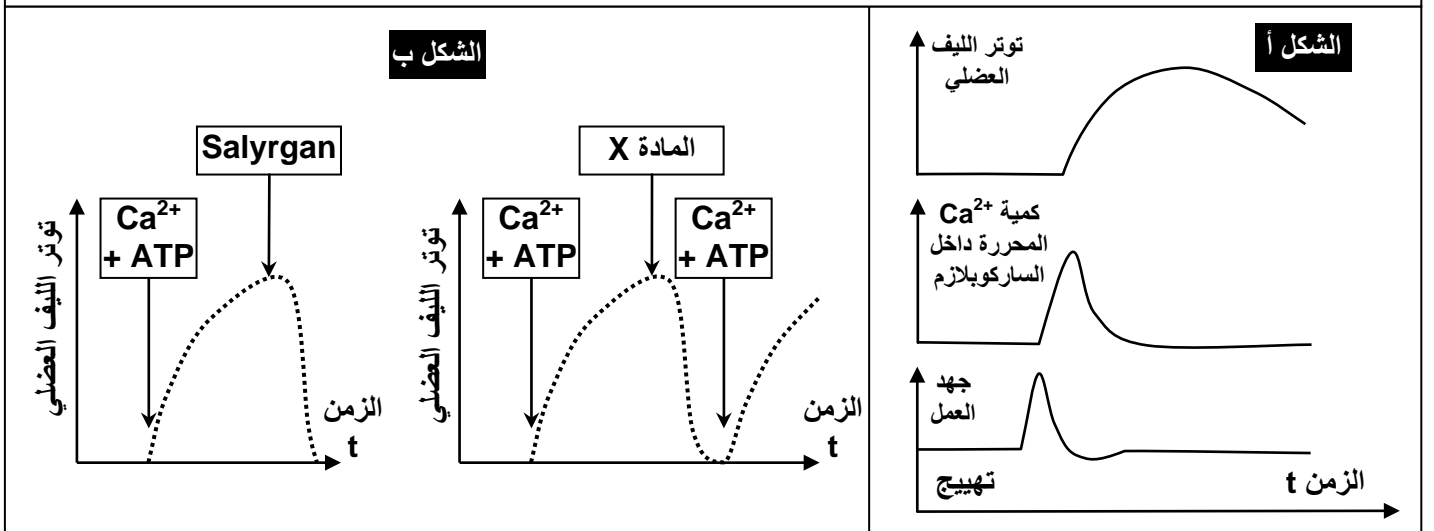 الشكل أ
توتر الليف
العضلي
كمية Ca²⁺
المحررة داخل
الساركوبلازم
جهد
العمل
تهييج
الزمن t
الشكل ب
المادة X
Ca²⁺
+ ATP
Ca²⁺
+ ATP
توتر الليف العضلي
الزمن
t
Salyrgan
Ca²⁺
+ ATP
توتر الليف العضلي
الزمن
t